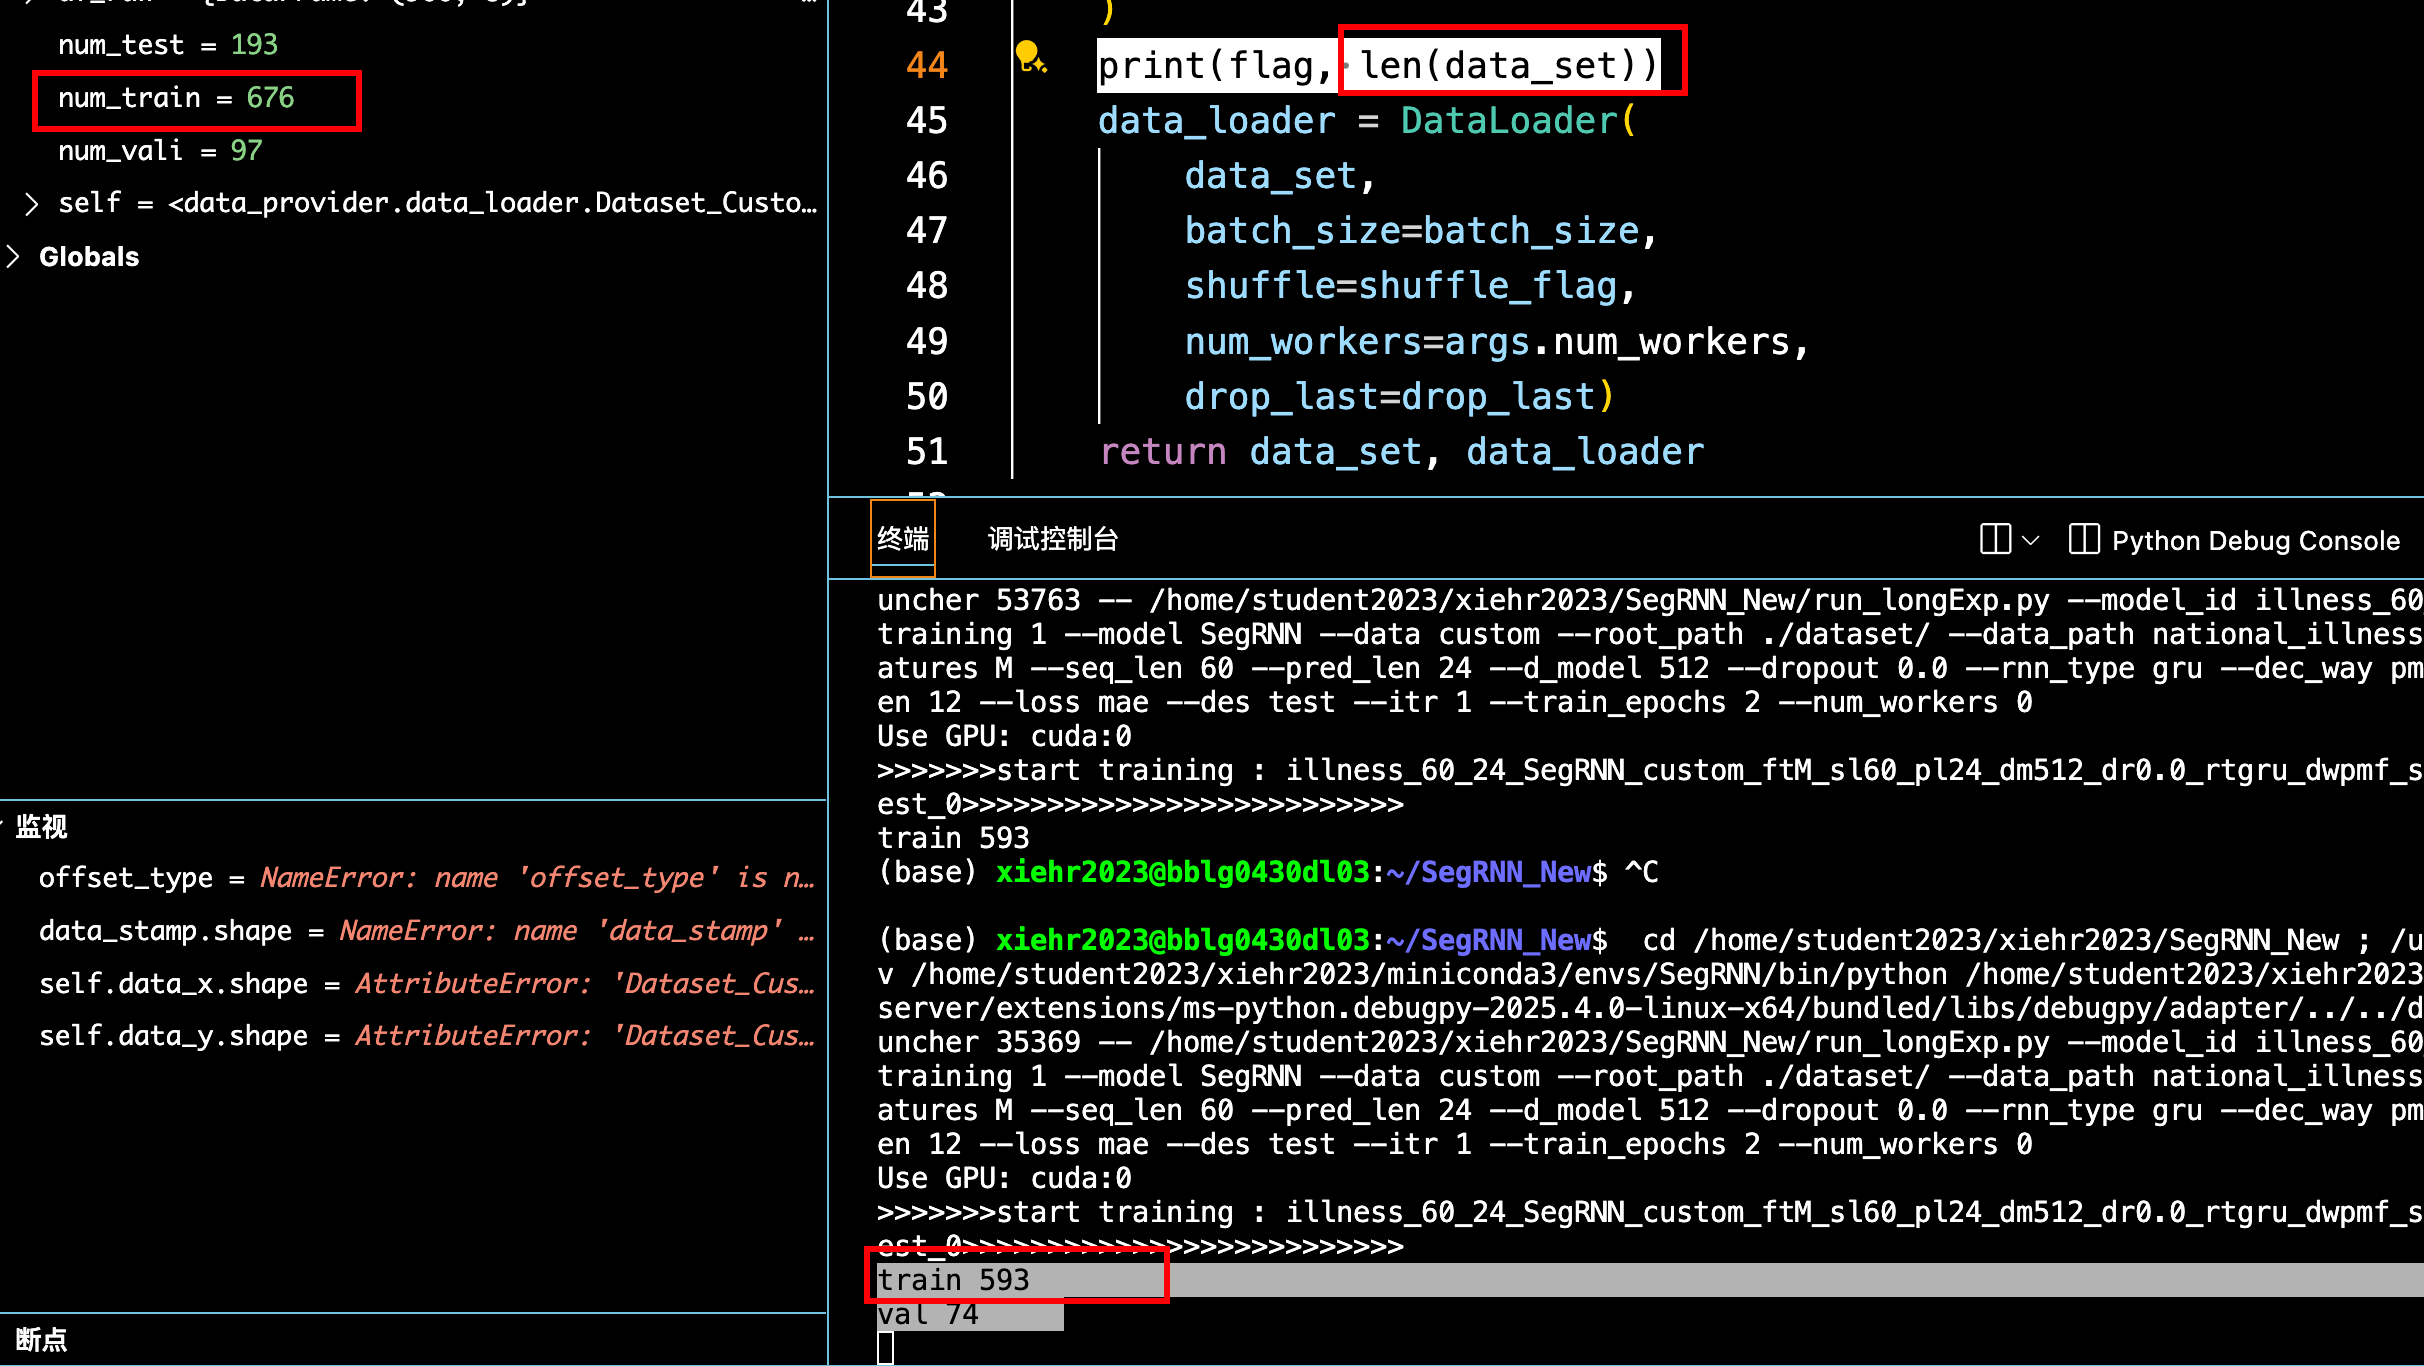 num_test = 193
num_train = 676
num_vali = 97
self = <data_provider.data_loader.Dataset_Custo…
Globals
监视
offset_type = NameError: name 'offset_type' is n…
data_stamp.shape = NameError: name 'data_stamp' …
self.data_x.shape = AttributeError: 'Dataset_Cus…
self.data_y.shape = AttributeError: 'Dataset_Cus…
断点
43 )
44 print(flag, len(data_set))
45 data_loader = DataLoader(
46 data_set,
47 batch_size=batch_size,
48 shuffle=shuffle_flag,
49 num_workers=args.num_workers,
50 drop_last=drop_last)
51 return data_set, data_loader
终端 调试控制台 Python Debug Console
uncher 53763 -- /home/student2023/xiehr2023/SegRNN_New/run_longExp.py --model_id illness_60
training 1 --model SegRNN --data custom --root_path ./dataset/ --data_path national_illness
atures M --seq_len 60 --pred_len 24 --d_model 512 --dropout 0.0 --rnn_type gru --dec_way pm
en 12 --loss mae --des test --itr 1 --train_epochs 2 --num_workers 0
Use GPU: cuda:0
>>>>>>>start training : illness_60_24_SegRNN_custom_ftM_sl60_pl24_dm512_dr0.0_rtgru_dwpmf_s
est_0>>>>>>>>>>>>>>>>>>>>>>>>>>
train 593
(base) xiehr2023@bblg0430dl03:~/SegRNN_New$ ^C
(base) xiehr2023@bblg0430dl03:~/SegRNN_New$ cd /home/student2023/xiehr2023/SegRNN_New ; /u
v /home/student2023/xiehr2023/miniconda3/envs/SegRNN/bin/python /home/student2023/xiehr2023
server/extensions/ms-python.debugpy-2025.4.0-linux-x64/bundled/libs/debugpy/adapter/../../d
uncher 35369 -- /home/student2023/xiehr2023/SegRNN_New/run_longExp.py --model_id illness_60
training 1 --model SegRNN --data custom --root_path ./dataset/ --data_path national_illness
atures M --seq_len 60 --pred_len 24 --d_model 512 --dropout 0.0 --rnn_type gru --dec_way pm
en 12 --loss mae --des test --itr 1 --train_epochs 2 --num_workers 0
Use GPU: cuda:0
>>>>>>>start training : illness_60_24_SegRNN_custom_ftM_sl60_pl24_dm512_dr0.0_rtgru_dwpmf_s
est_0>>>>>>>>>>>>>>>>>>>>>>>>>>
train 593
val 74